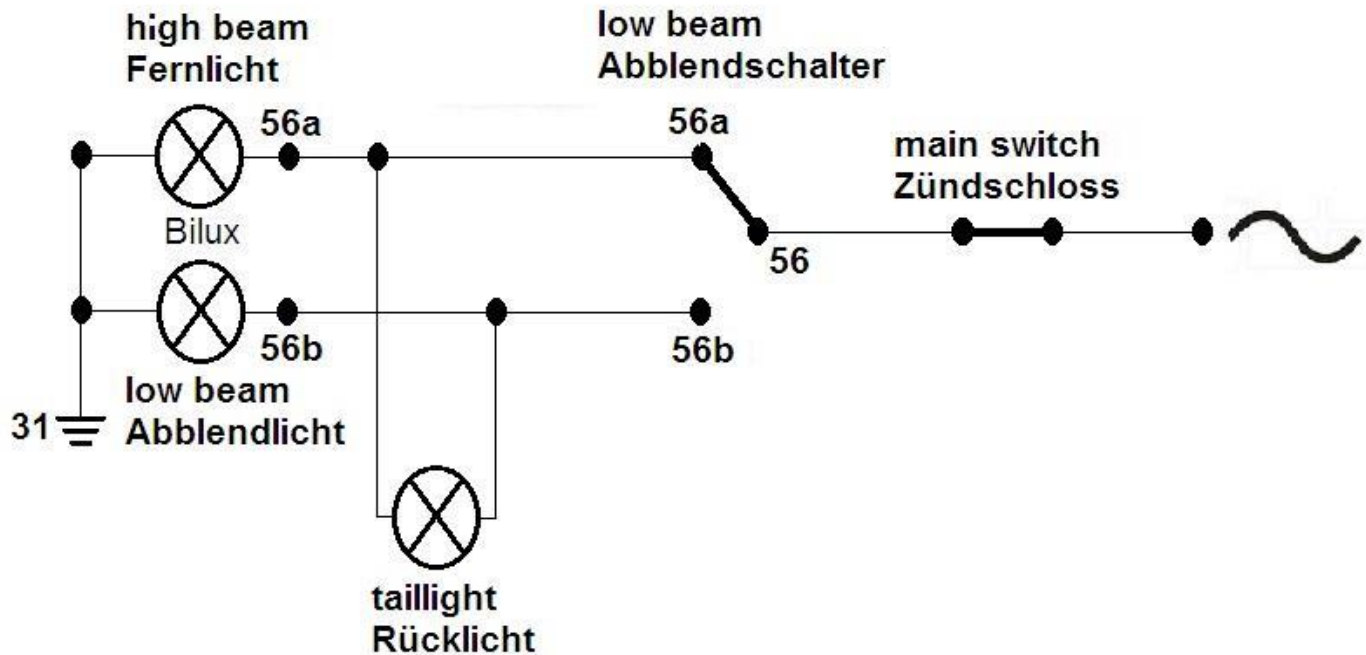 high beam
Fernlicht
low beam
Abblendschalter
56a
56a
main switch
Zündschloss
Bilux
56
56b
56b
low beam
Abblendlicht
31
taillight
Rücklicht